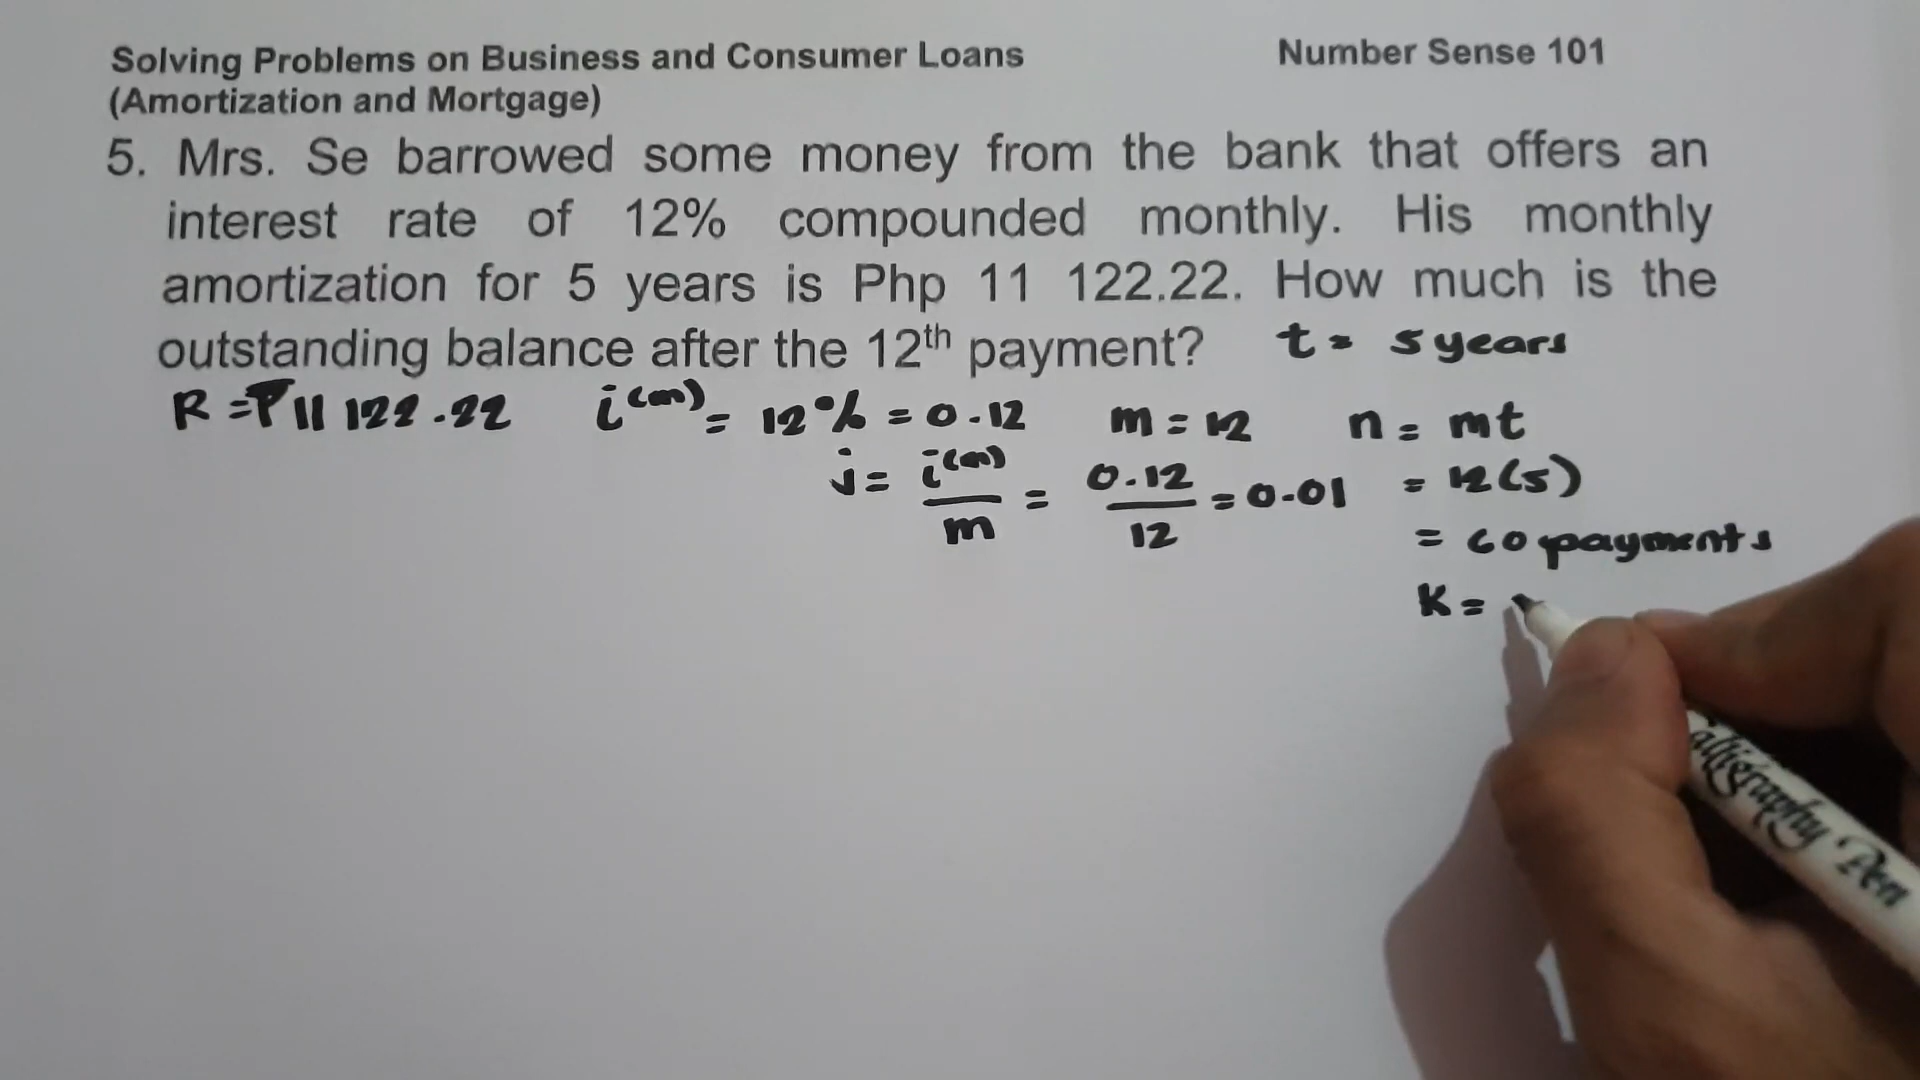 Solving Problems on Business and Consumer Loans Number Sense 101
(Amortization and Mortgage)
5. Mrs. Se barrowed some money from the bank that offers an
interest rate of 12% compounded monthly. His monthly
amortization for 5 years is Php 11 122.22. How much is the
outstanding balance after the 12th payment? t = 5 years
R = ₱11 122.22 i(m) = 12% = 0.12 m = 12 n = mt
j = i(m)/m = 0.12/12 = 0.01 = 12(5)
= 60 payments
K =
Calligraphy Pen